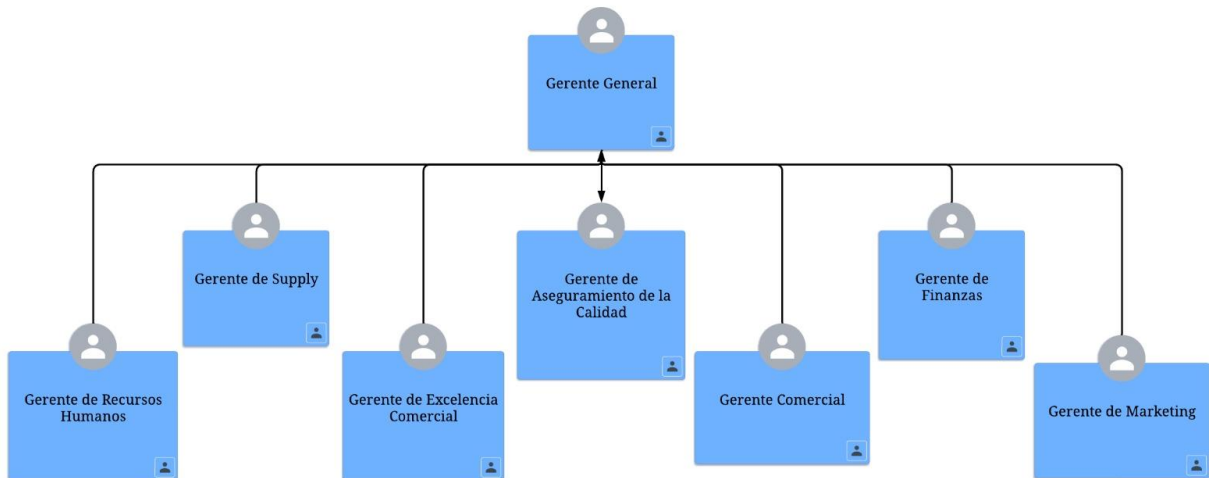 Gerente General
Gerente de Supply
Gerente de
Aseguramiento de la
Calidad
Gerente de
Finanzas
Gerente de Recursos
Humanos
Gerente de Excelencia
Comercial
Gerente Comercial
Gerente de Marketing